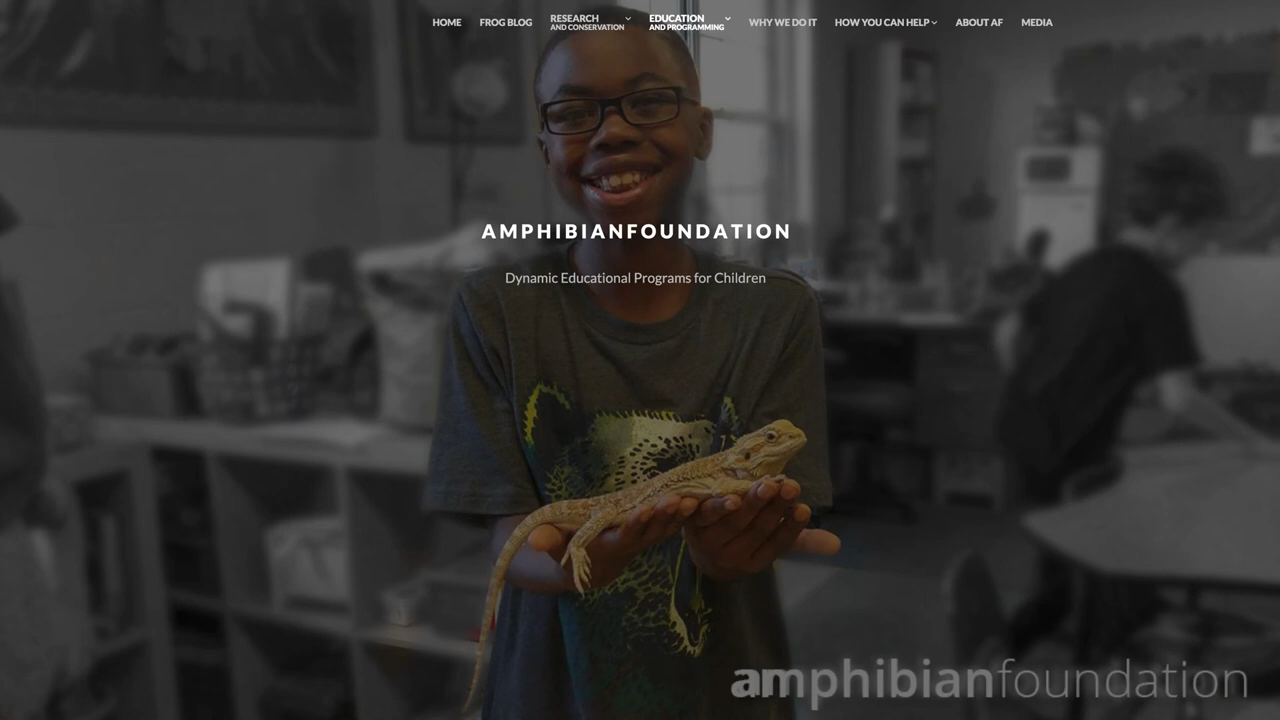 HOME FROG BLOG RESEARCH AND CONSERVATION EDUCATION AND PROGRAMMING WHY WE DO IT HOW YOU CAN HELP ABOUT AF MEDIA
AMPHIBIANFOUNDATION
Dynamic Educational Programs for Children
amphibianfoundation